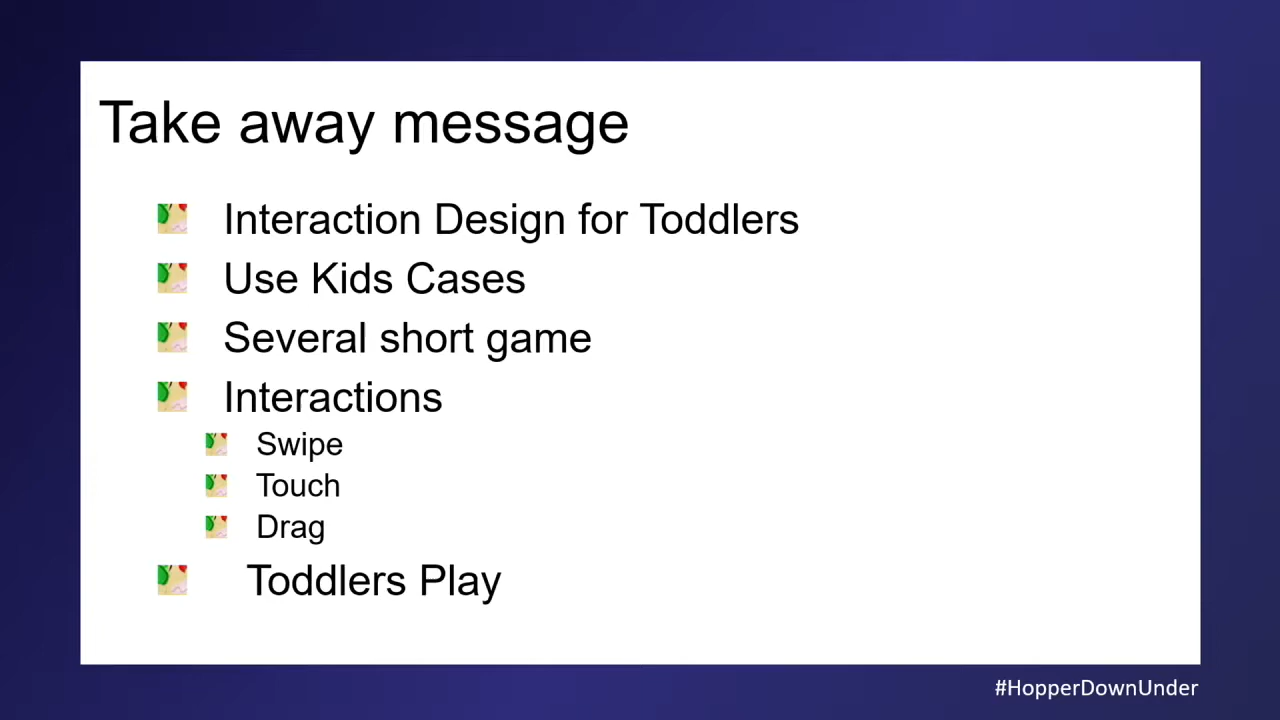 Take away message
Interaction Design for Toddlers
Use Kids Cases
Several short game
Interactions
Swipe
Touch
Drag
Toddlers Play
#HopperDownUnder